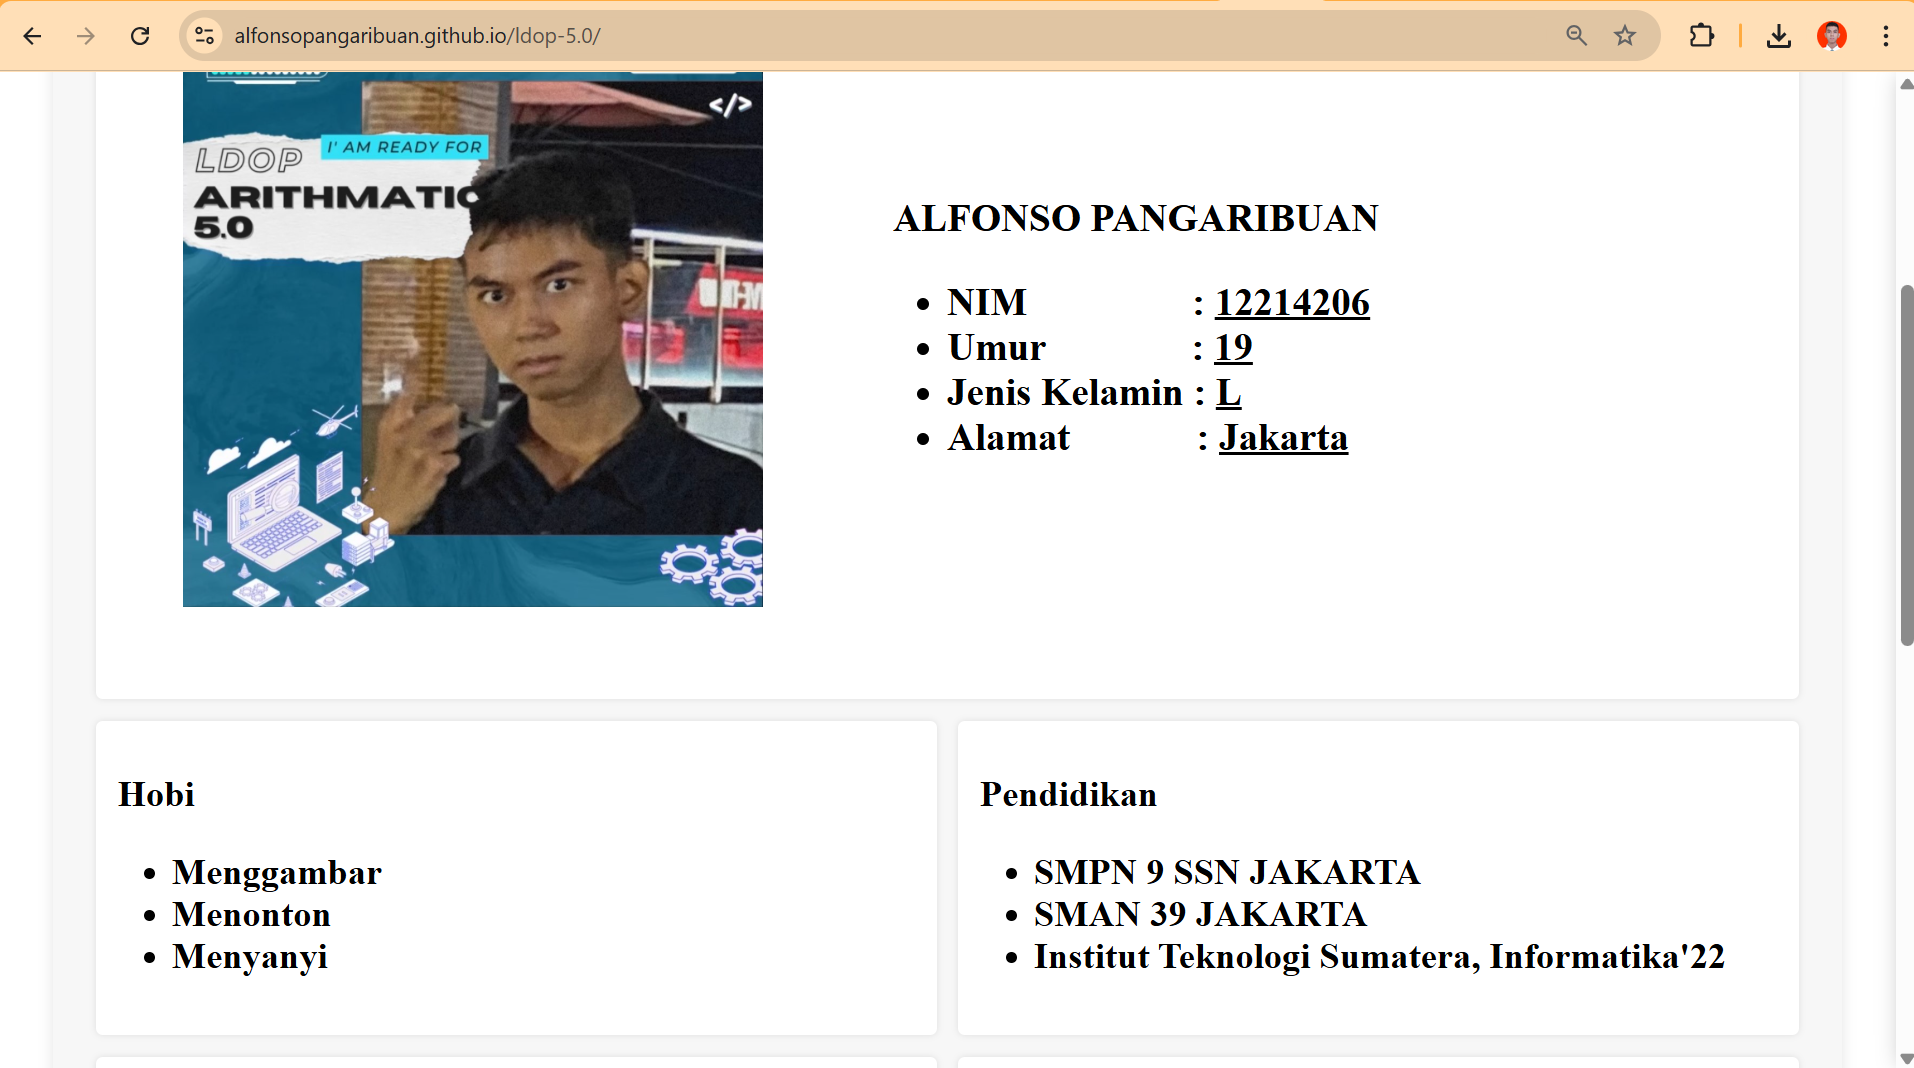 alfonsopangaribuan.github.io/ldop-5.0/
</>
I' AM READY FOR
LDOP
ARITHMATIC
5.0
ALFONSO PANGARIBUAN
NIM : 12214206
Umur : 19
Jenis Kelamin : L
Alamat : Jakarta
Hobi
Menggambar
Menonton
Menyanyi
Pendidikan
SMPN 9 SSN JAKARTA
SMAN 39 JAKARTA
Institut Teknologi Sumatera, Informatika'22